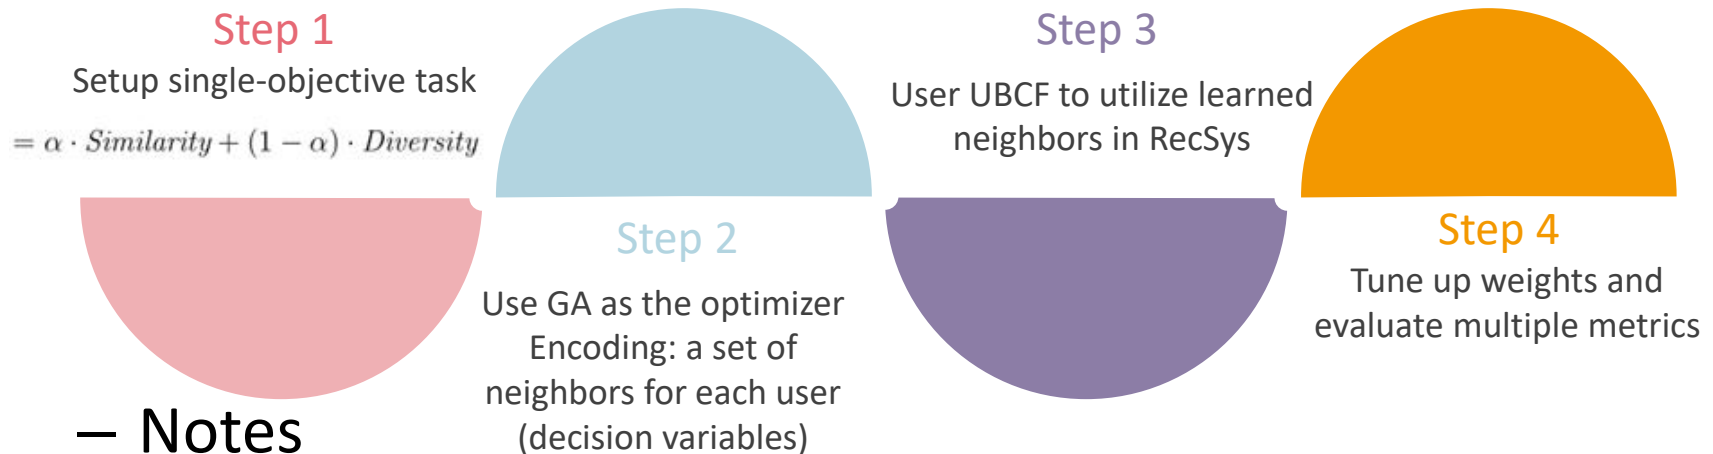 Step 1
Setup single-objective task
= α · Similarity + (1 − α) · Diversity
Step 2
Use GA as the optimizer
Encoding: a set of
neighbors for each user
(decision variables)
Step 3
User UBCF to utilize learned
neighbors in RecSys
Step 4
Tune up weights and
evaluate multiple metrics
– Notes